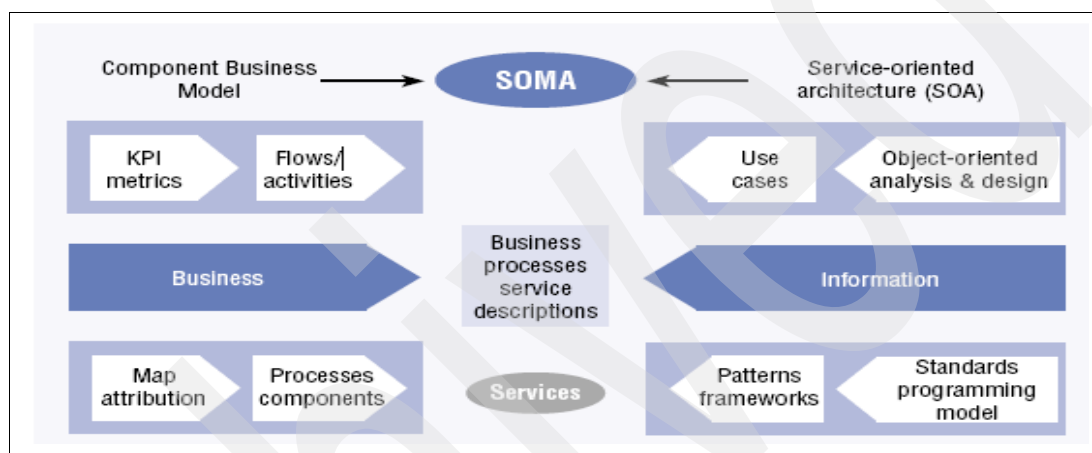 Component Business
Model
SOMA
Service-oriented
architecture (SOA)
KPI
metrics
Flows/
activities
Use
cases
Object-oriented
analysis & design
Business
Business
processes
service
descriptions
Information
Map
attribution
Processes
components
Services
Patterns
frameworks
Standards
programming
model